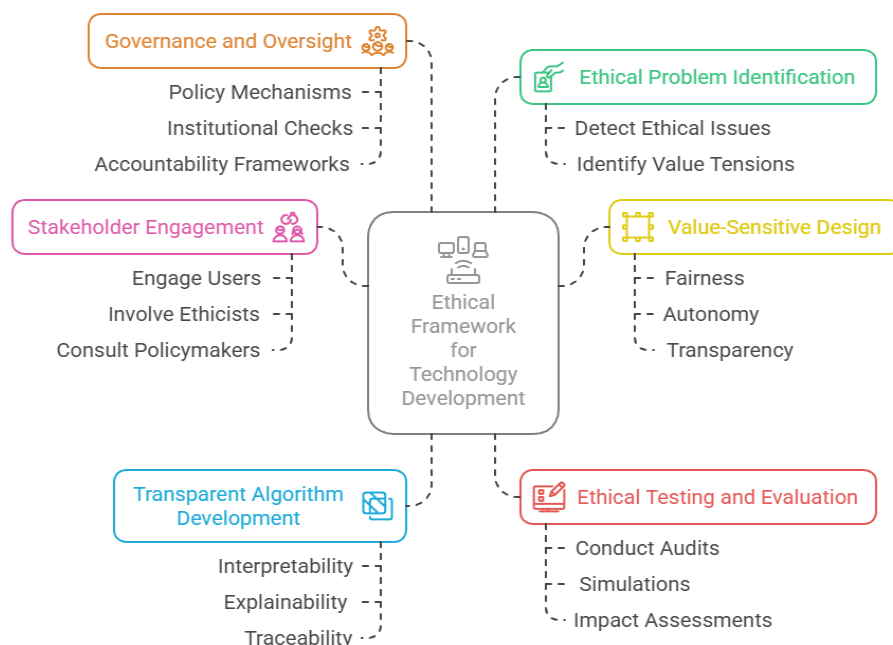 Governance and Oversight
Policy Mechanisms
Institutional Checks
Accountability Frameworks
Ethical Problem Identification
Detect Ethical Issues
Identify Value Tensions
Stakeholder Engagement
Engage Users
Involve Ethicists
Consult Policymakers
Ethical
Framework
for
Technology
Development
Value-Sensitive Design
Fairness
Autonomy
Transparency
Transparent Algorithm
Development
Interpretability
Explainability
Traceability
Ethical Testing and Evaluation
Conduct Audits
Simulations
Impact Assessments